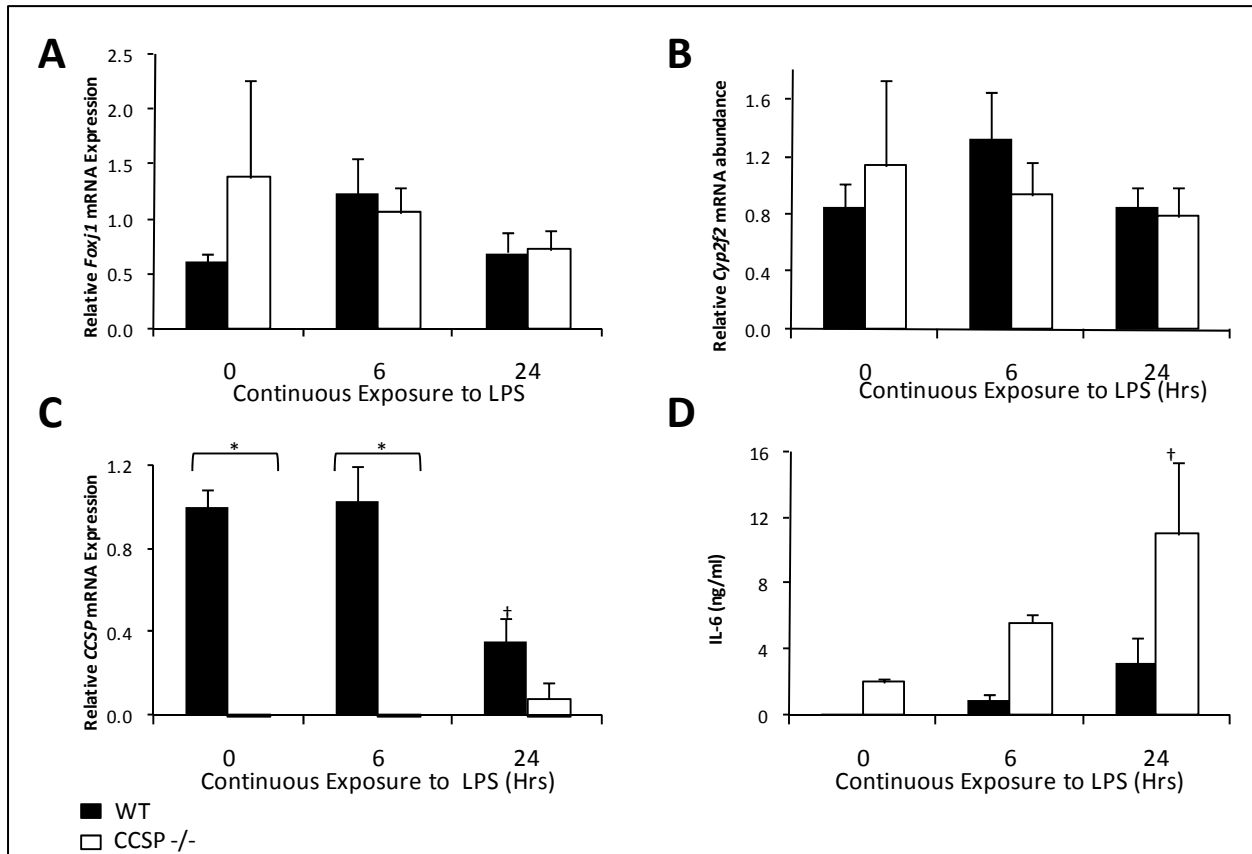 A
Relative Foxj1 mRNA Expression
2.5
2.0
1.5
1.0
0.5
0.0
0 6 24
Continuous Exposure to LPS
B
Relative Cyp2f2 mRNA abundance
1.6
1.2
0.8
0.4
0.0
0 6 24
Continuous Exposure to LPS (Hrs)
C
Relative CCSP mRNA Expression
1.2
0.8
0.4
0.0
* *
‡
0 6 24
Continuous Exposure to LPS (Hrs)
D
IL-6 (ng/ml)
16
12
8
4
0
†
0 6 24
Continuous Exposure to LPS (Hrs)
WT
CCSP -/-